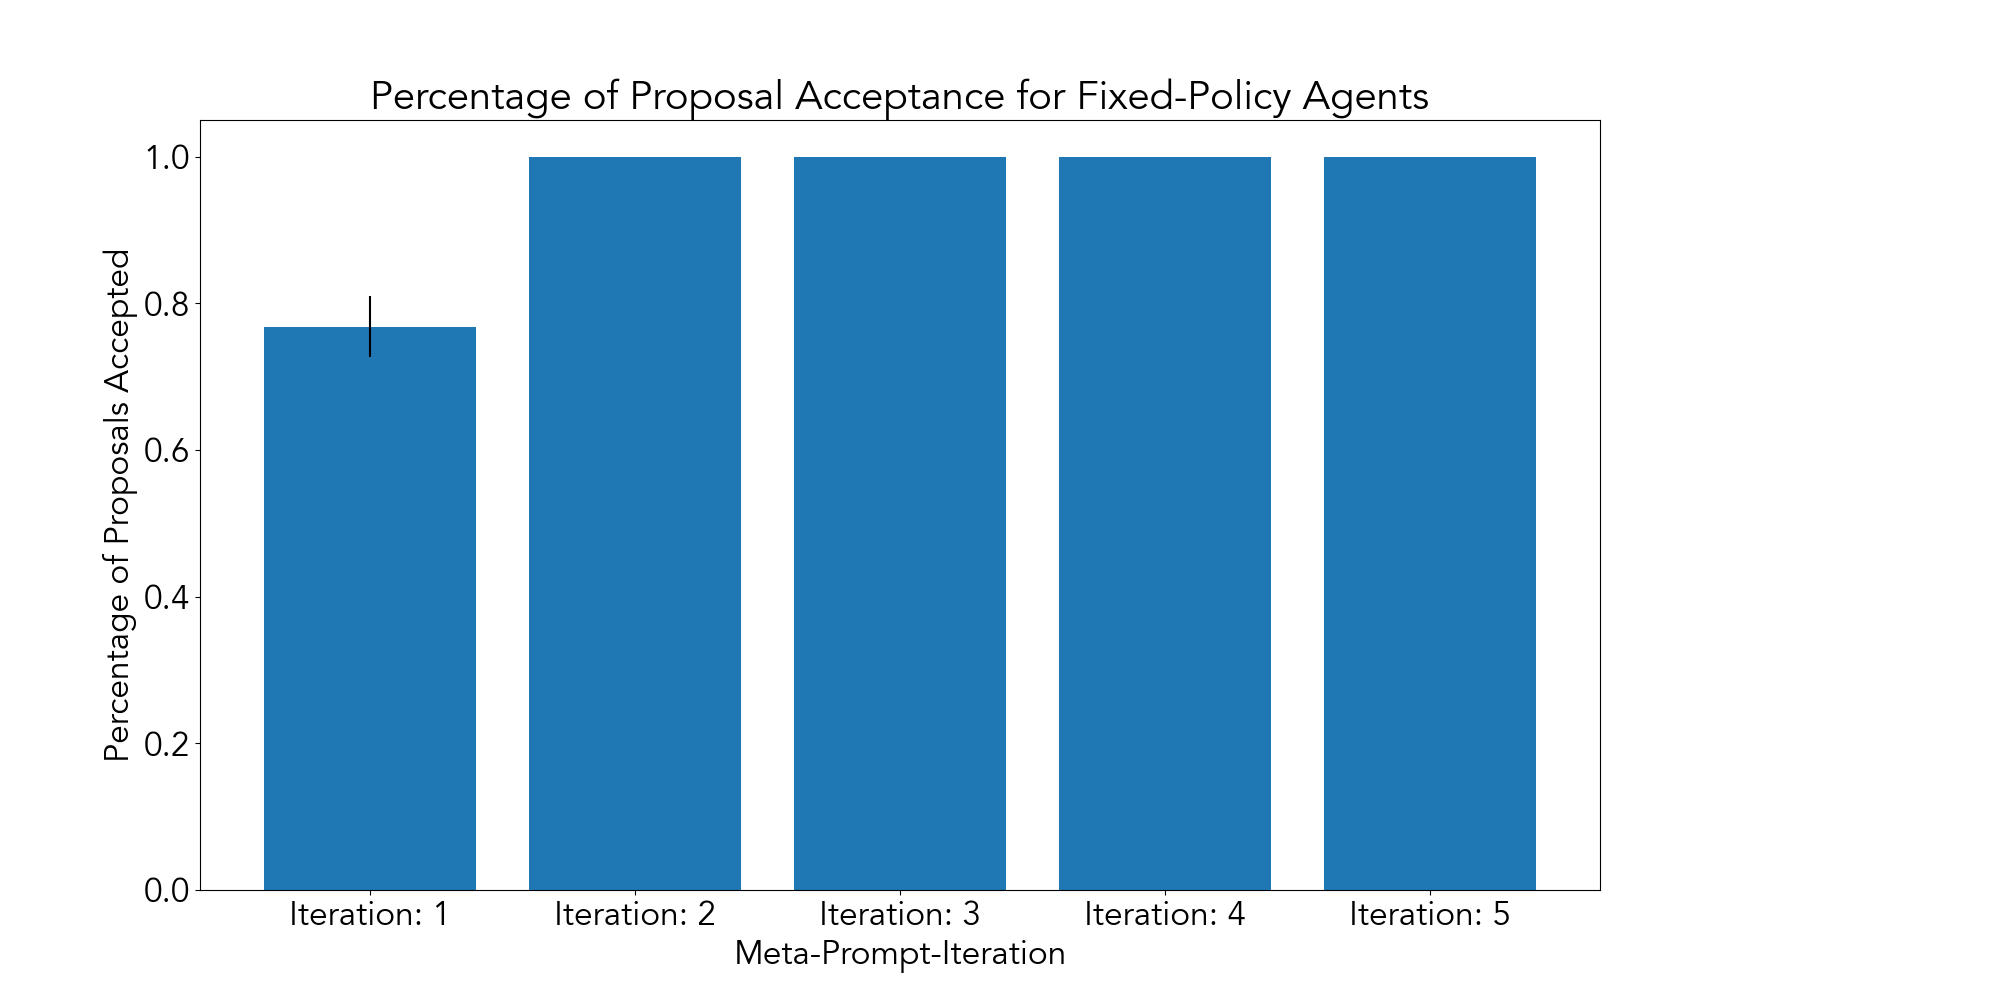 Percentage of Proposal Acceptance for Fixed-Policy Agents
Percentage of Proposals Accepted
1.0
0.8
0.6
0.4
0.2
0.0
Iteration: 1
Iteration: 2
Iteration: 3
Iteration: 4
Iteration: 5
Meta-Prompt-Iteration